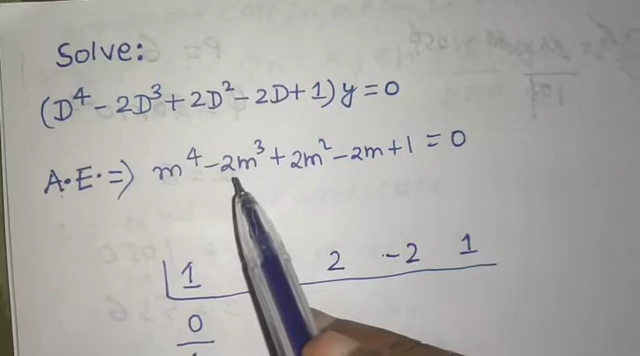 Solve:
(D⁴ - 2D³ + 2D² - 2D + 1) y = 0
A.E. => m⁴ - 2m³ + 2m² - 2m + 1 = 0
1 2 -2 1
0